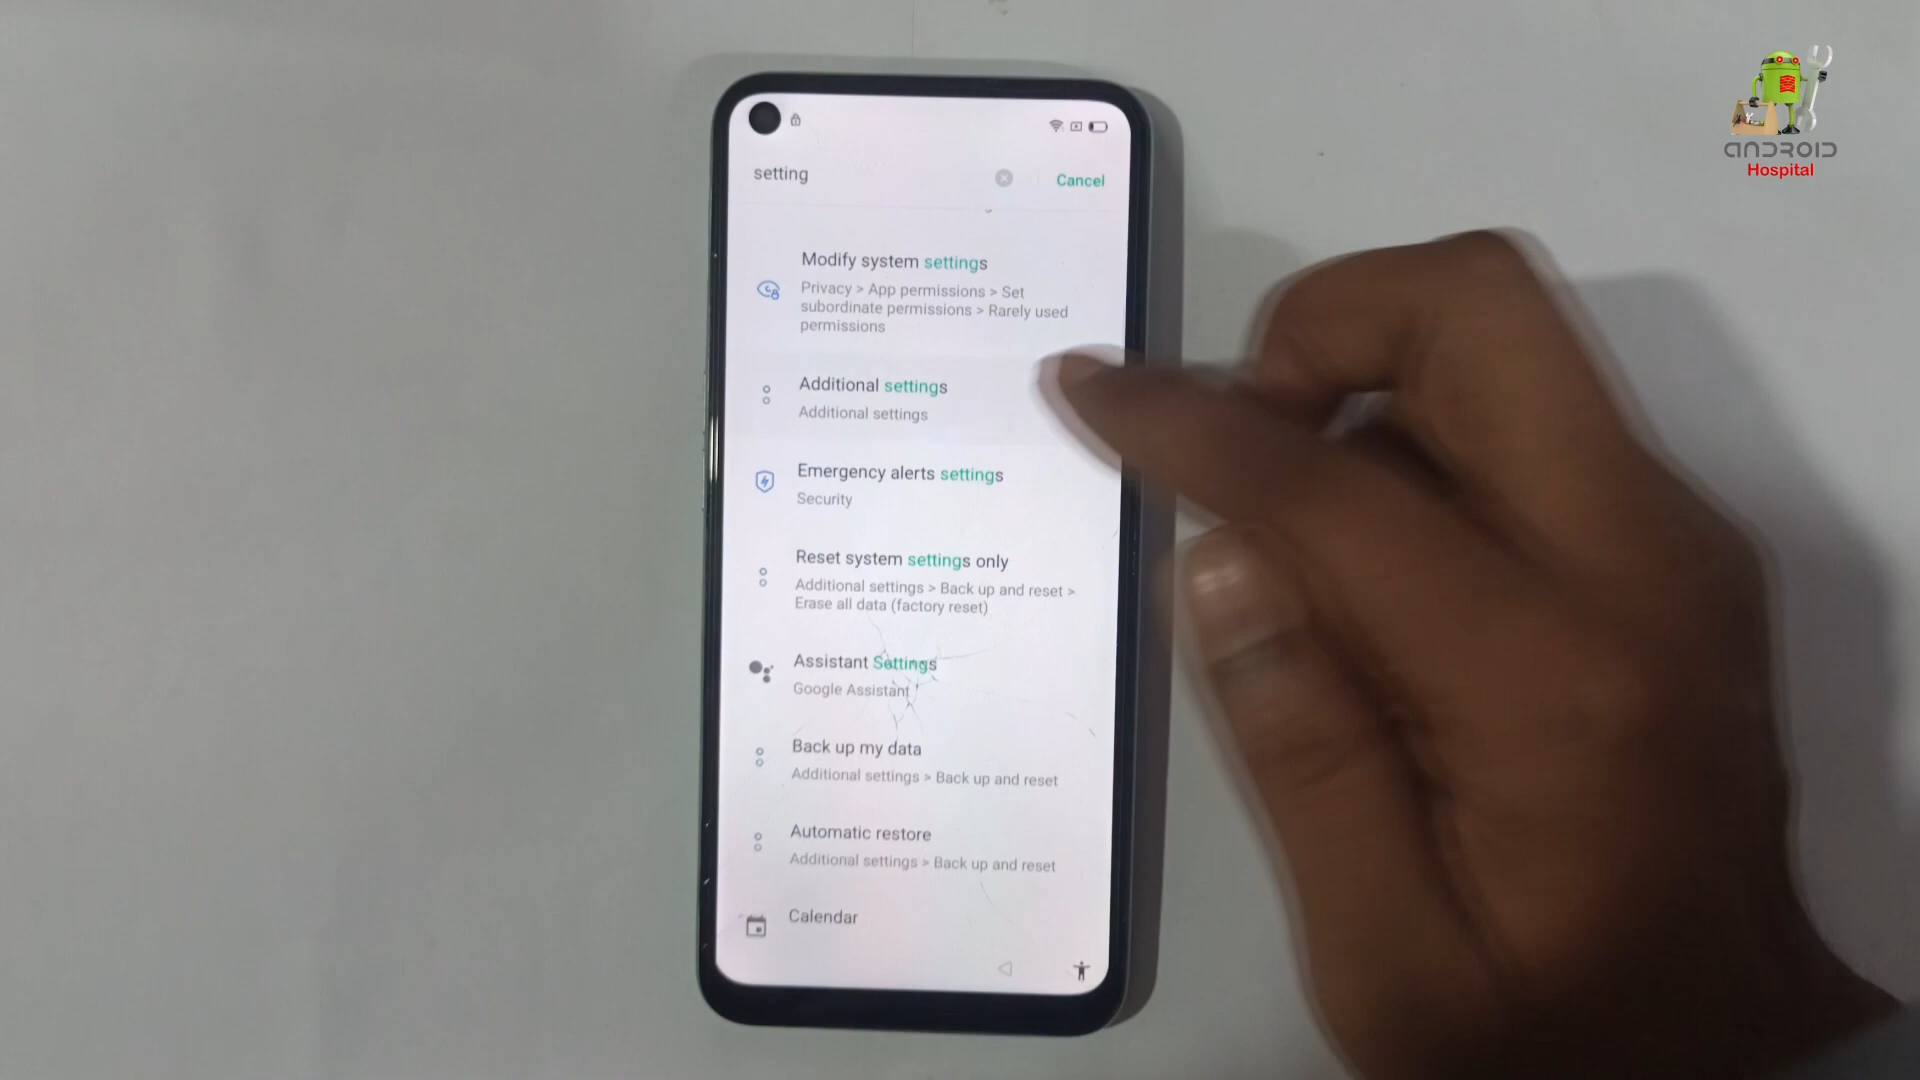 setting
Cancel
Modify system settings
Privacy > App permissions > Set
subordinate permissions > Rarely used
permissions
Additional settings
Additional settings
Emergency alerts settings
Security
Reset system settings only
Additional settings > Back up and reset >
Erase all data (factory reset)
Assistant Settings
Google Assistant
Back up my data
Additional settings > Back up and reset
Automatic restore
Additional settings > Back up and reset
Calendar
ANDROID
Hospital